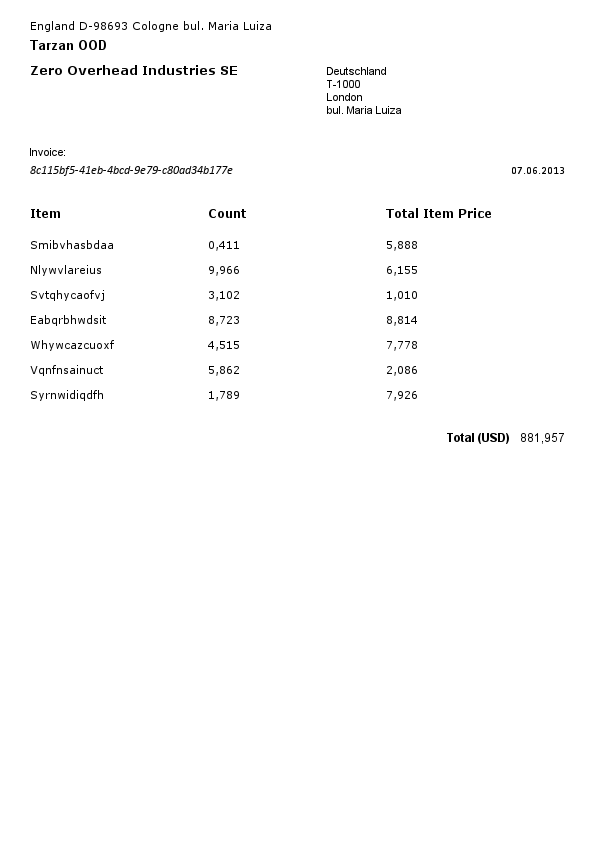 England D-98693 Cologne bul. Maria Luiza
Tarzan OOD
Zero Overhead Industries SE
Deutschland
T-1000
London
bul. Maria Luiza
Invoice:
8c115bf5-41eb-4bcd-9e79-c80ad34b177e 07.06.2013
Item Count Total Item Price
Smibvhasbdaa 0,411 5,888
Nlywvlareius 9,966 6,155
Svtqhycaofvj 3,102 1,010
Eabqrbhwdsit 8,723 8,814
Whywcazcuoxf 4,515 7,778
Vqnfnsainuct 5,862 2,086
Syrnwidiqdfh 1,789 7,926
Total (USD) 881,957